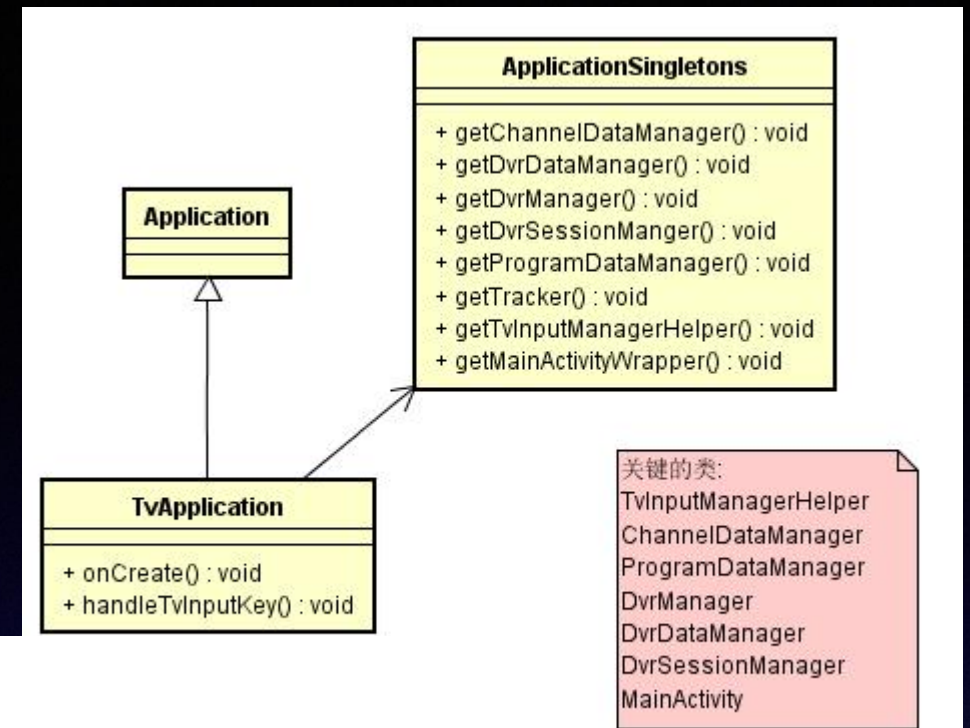 ApplicationSingletons
+ getChannelDataManager() : void
+ getDvrDataManager() : void
+ getDvrManager() : void
+ getDvrSessionManger() : void
+ getProgramDataManager() : void
+ getTracker() : void
+ getTvInputManagerHelper() : void
+ getMainActivityWrapper() : void
Application
TvApplication
+ onCreate() : void
+ handleTvInputKey() : void
关键的类:
TvInputManagerHelper
ChannelDataManager
ProgramDataManager
DvrManager
DvrDataManager
DvrSessionManager
MainActivity